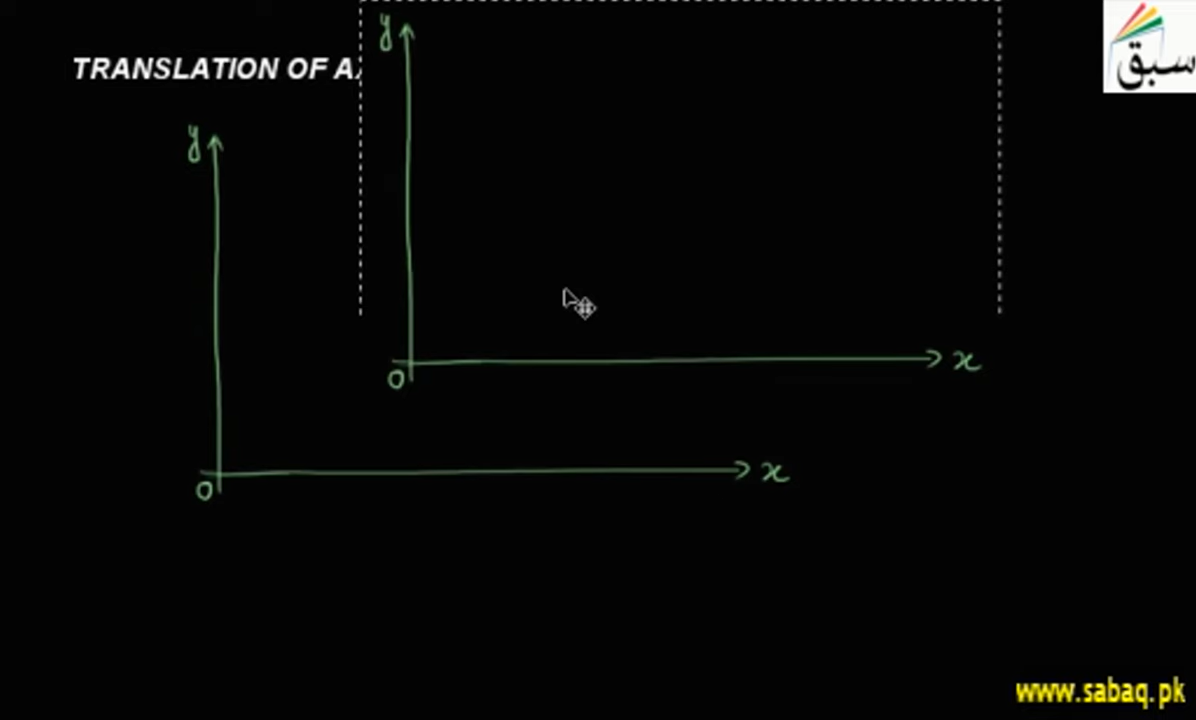 سبق
y
TRANSLATION OF A
y
x
O
x
O
www.sabaq.pk